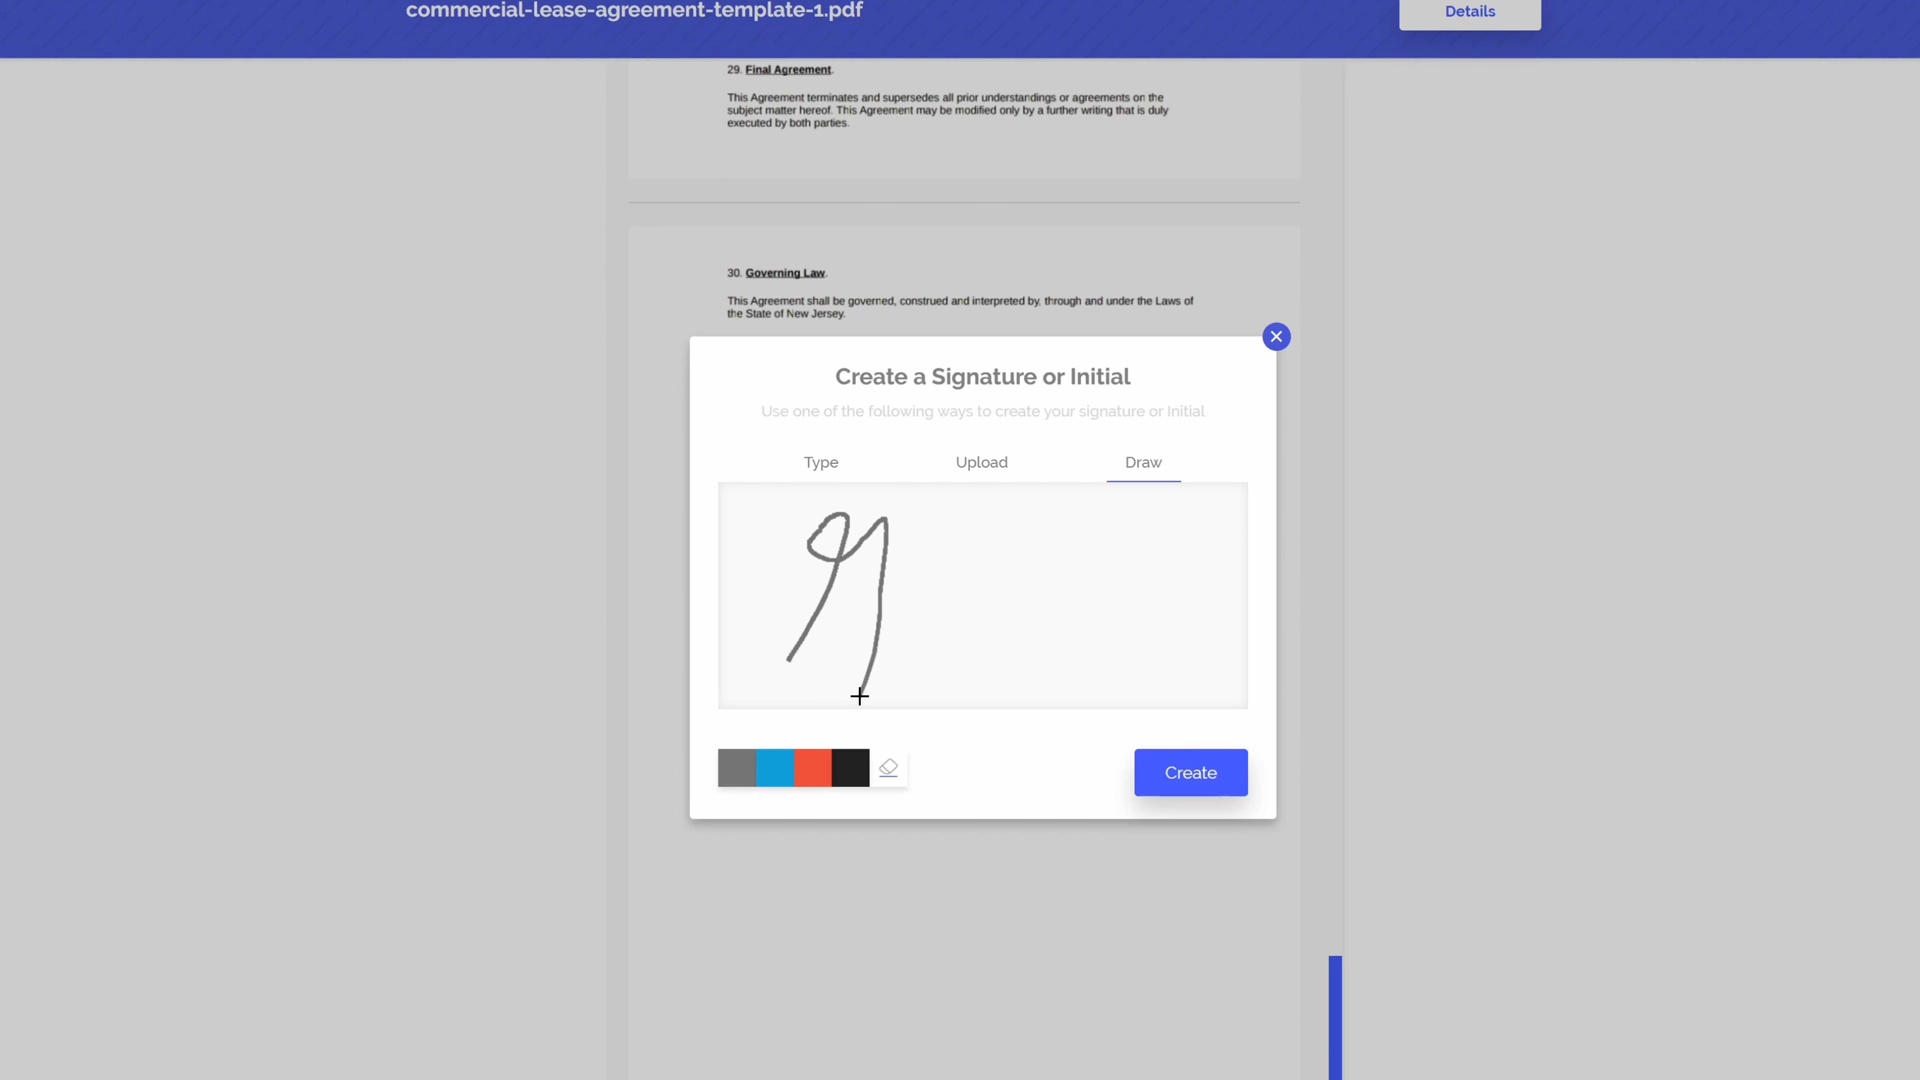 commercial-lease-agreement-template-1.pdf
Details
29. Final Agreement.
This Agreement terminates and supersedes all prior understandings or agreements on the
subject matter hereof. This Agreement may be modified only by a further writing that is duly
executed by both parties.
30. Governing Law.
This Agreement shall be governed, construed and interpreted by, through and under the Laws of
the State of New Jersey.
Create a Signature or Initial
Use one of the following ways to create your signature or Initial
Type Upload Draw
Create